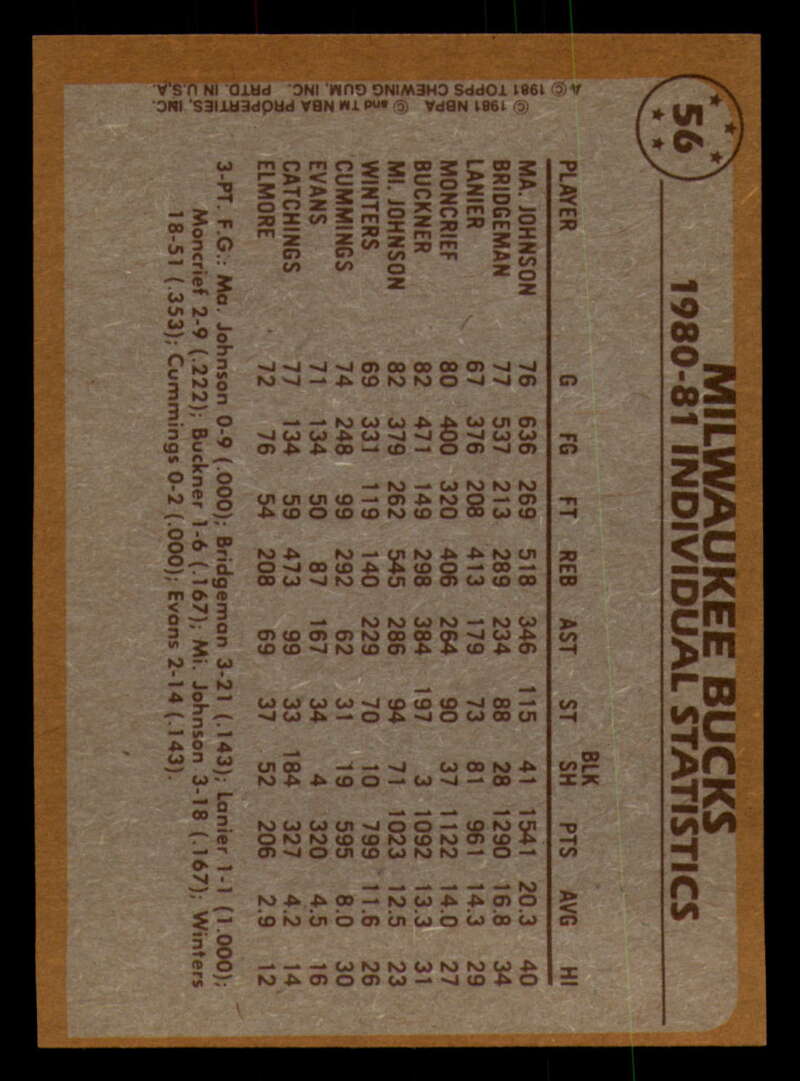 56
MILWAUKEE BUCKS
1980-81 INDIVIDUAL STATISTICS
BLK
PLAYER G FG FT REB AST ST SH PTS AVG HI
MA. JOHNSON 76 636 269 518 346 115 41 1541 20.3 40
BRIDGEMAN 77 537 213 289 234 88 28 1290 16.8 34
LANIER 67 376 208 413 179 73 81 961 14.3 29
MONCRIEF 80 400 320 406 264 90 37 1122 14.0 27
BUCKNER 82 471 149 298 384 197 3 1092 13.3 31
MI. JOHNSON 82 379 262 545 286 94 71 1023 12.5 23
WINTERS 69 331 119 140 229 70 10 799 11.6 26
CUMMINGS 74 248 99 292 62 31 19 595 8.0 30
EVANS 71 134 50 87 167 34 4 320 4.5 16
CATCHINGS 77 134 59 473 99 33 184 327 4.2 14
ELMORE 72 76 54 208 69 37 52 206 2.9 12
3-PT. F.G.: Ma. Johnson 0-9 (.000); Bridgeman 3-21 (.143); Lanier 1-1 (1.000);
Moncrief 2-9 (.222); Buckner 1-6 (.167); Mi. Johnson 3-18 (.167); Winters
18-51 (.353); Cummings 0-2 (.000); Evans 2-14 (.143).
© 1981 NBPA © and TM NBA PROPERTIES, INC.
A © 1981 TOPPS CHEWING GUM, INC. PRTD. IN U.S.A.